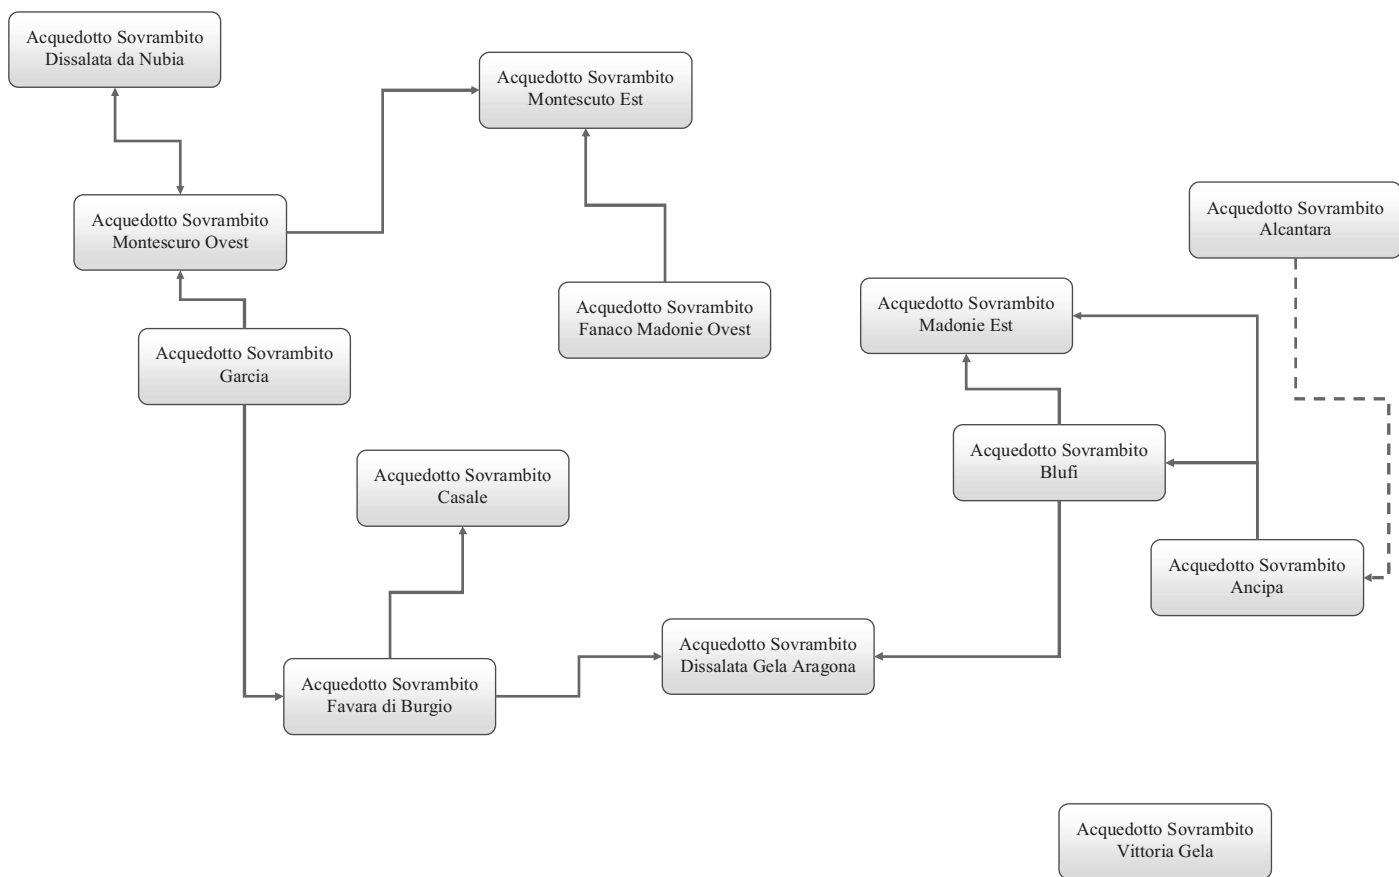 Acquedotto Sovrambito
Dissalata da Nubia
Acquedotto Sovrambito
Montescuto Est
Acquedotto Sovrambito
Montescuro Ovest
Acquedotto Sovrambito
Alcantara
Acquedotto Sovrambito
Fanaco Madonie Ovest
Acquedotto Sovrambito
Madonie Est
Acquedotto Sovrambito
Garcia
Acquedotto Sovrambito
Blufi
Acquedotto Sovrambito
Casale
Acquedotto Sovrambito
Ancipa
Acquedotto Sovrambito
Dissalata Gela Aragona
Acquedotto Sovrambito
Favara di Burgio
Acquedotto Sovrambito
Vittoria Gela